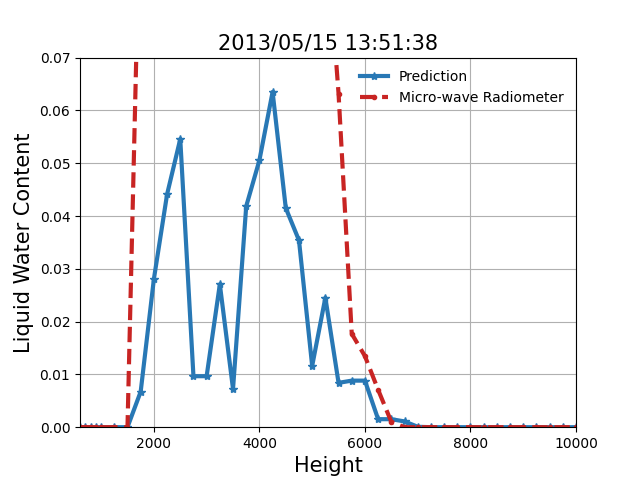 2013/05/15 13:51:38
0.07
0.06
0.05
0.04
0.03
0.02
0.01
0.00
Liquid Water Content
Prediction
Micro-wave Radiometer
2000 4000 6000 8000 10000
Height